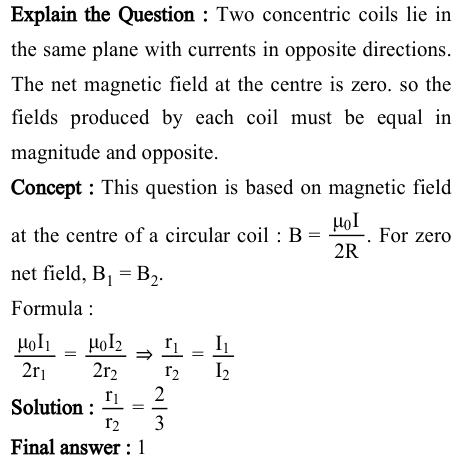 Explain the Question : Two concentric coils lie in
the same plane with currents in opposite directions.
The net magnetic field at the centre is zero. so the
fields produced by each coil must be equal in
magnitude and opposite.
Concept : This question is based on magnetic field
at the centre of a circular coil : B = μ₀I/2R. For zero
net field, B₁ = B₂.
Formula :
μ₀I₁/2r₁ = μ₀I₂/2r₂ ⇒ r₁/r₂ = I₁/I₂
Solution : r₁/r₂ = 2/3
Final answer : 1